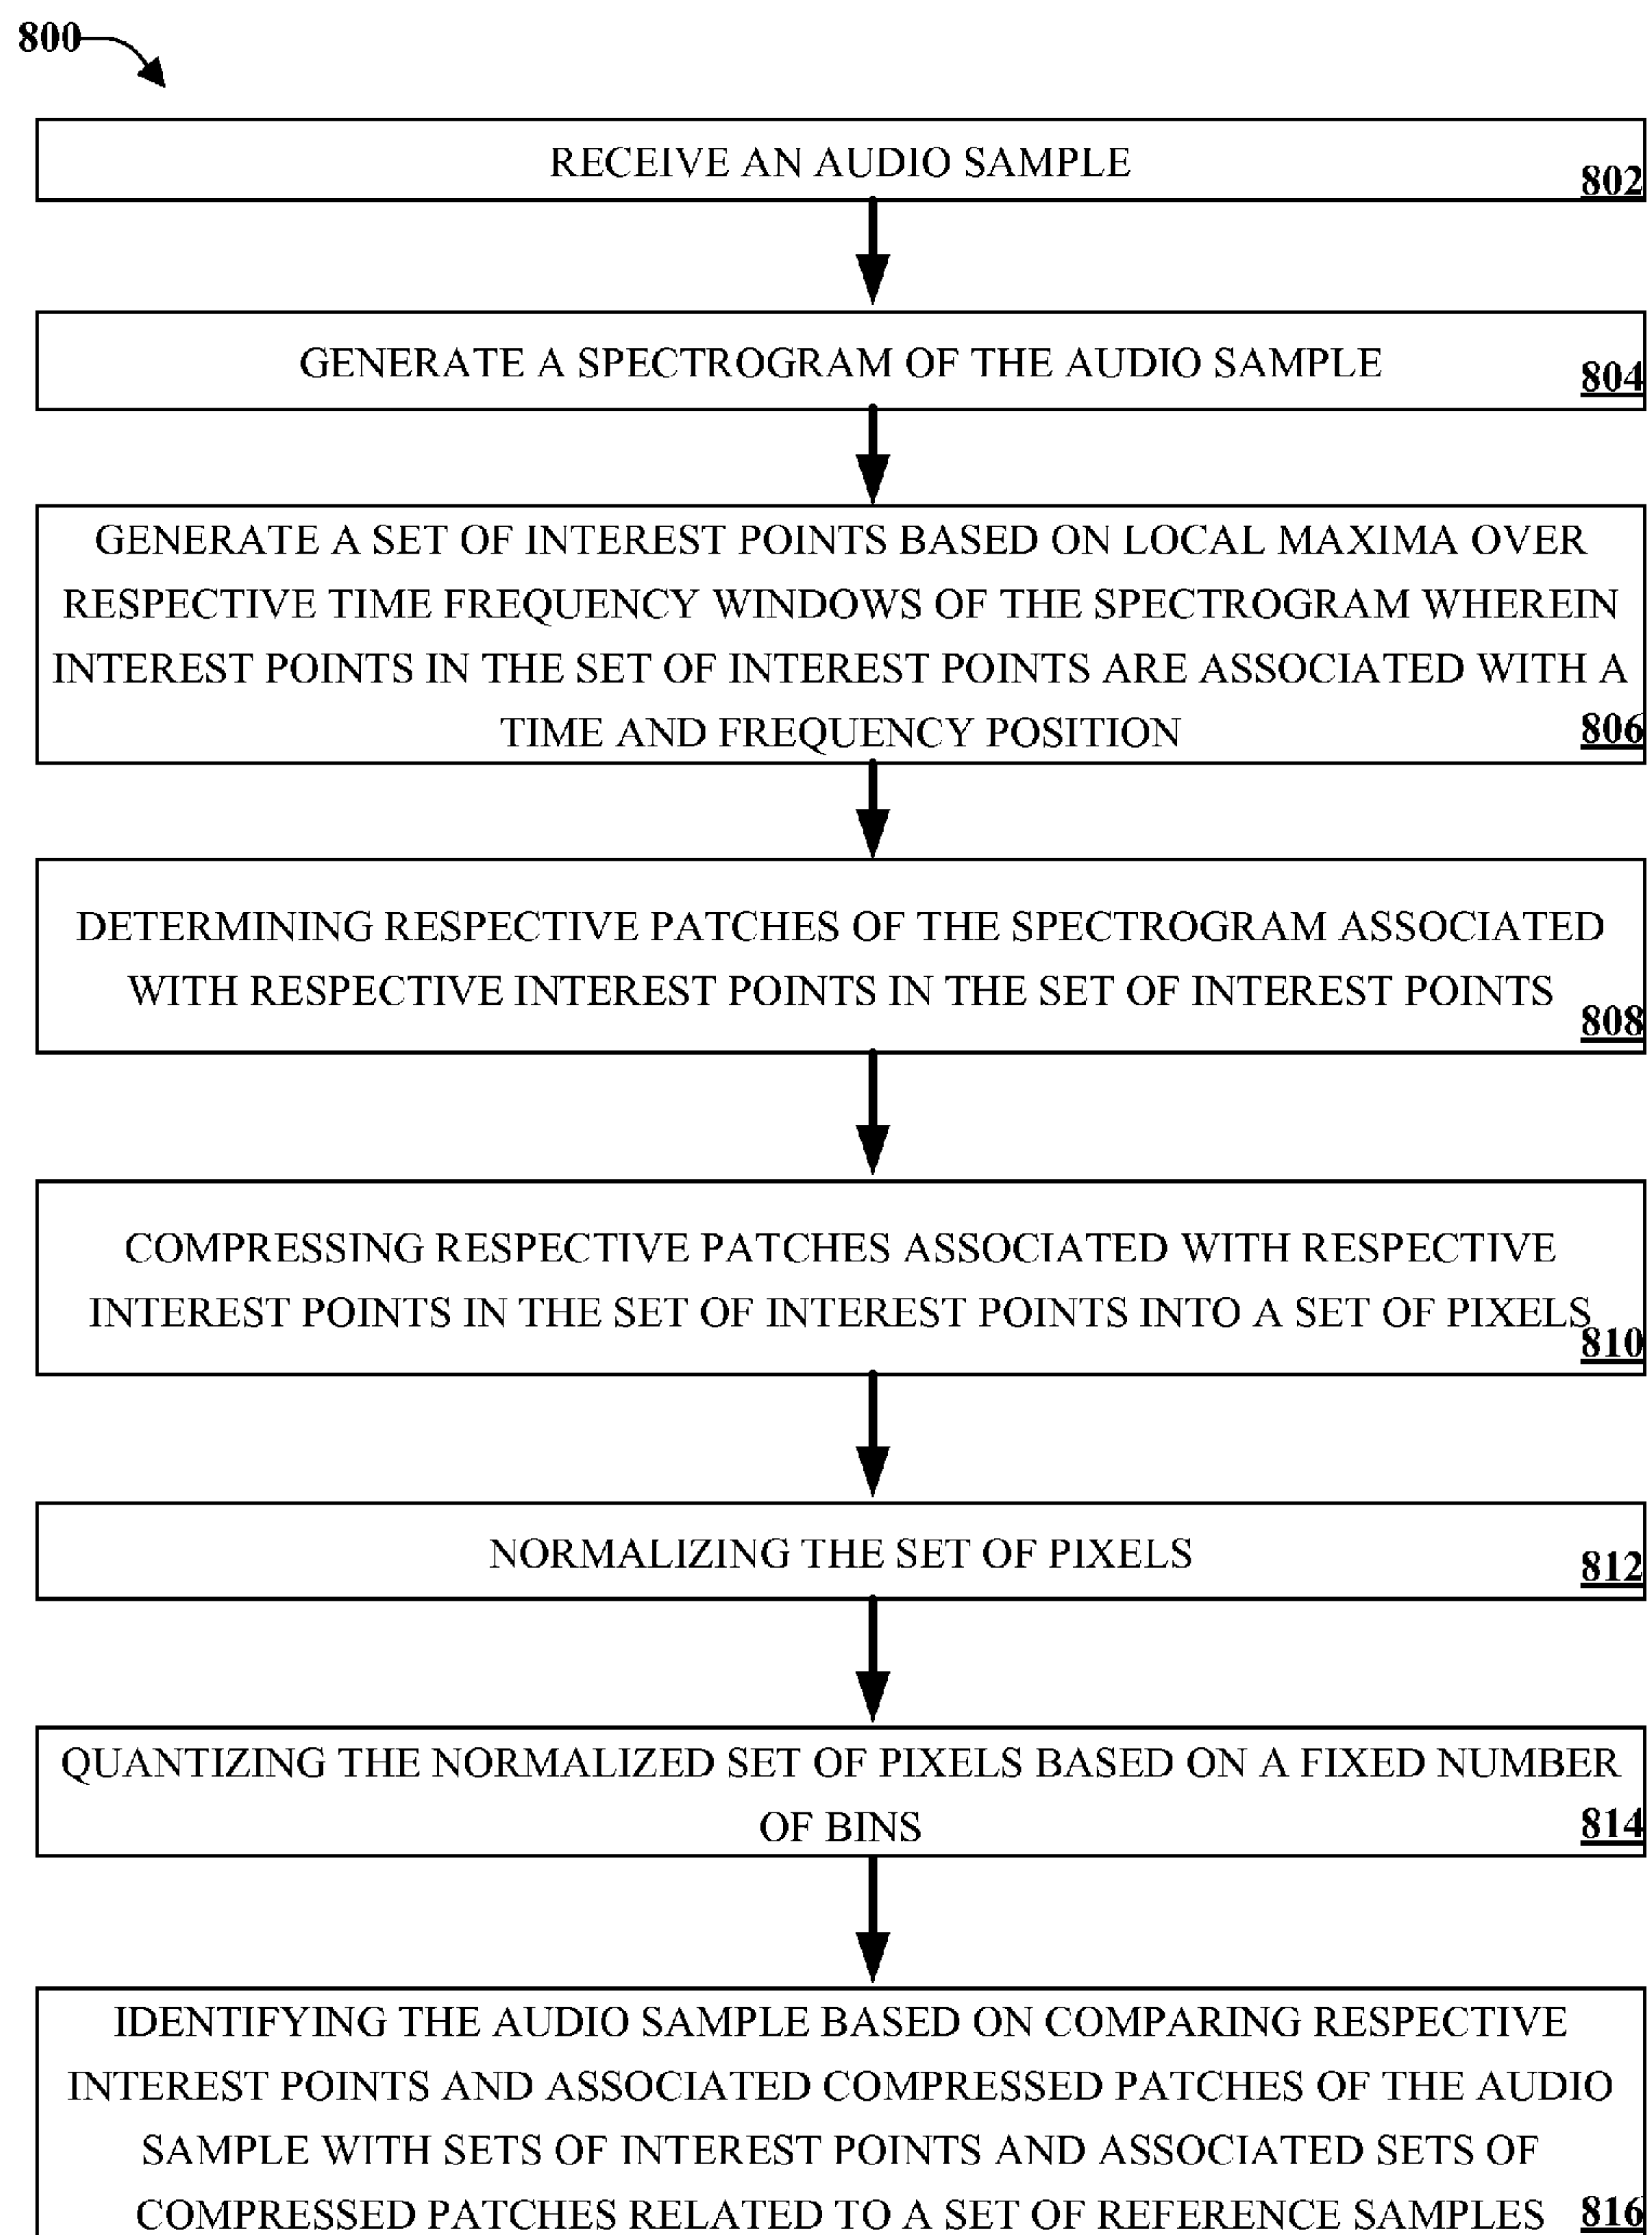 800
RECEIVE AN AUDIO SAMPLE
802
GENERATE A SPECTROGRAM OF THE AUDIO SAMPLE
804
GENERATE A SET OF INTEREST POINTS BASED ON LOCAL MAXIMA OVER
RESPECTIVE TIME FREQUENCY WINDOWS OF THE SPECTROGRAM WHEREIN
INTEREST POINTS IN THE SET OF INTEREST POINTS ARE ASSOCIATED WITH A
TIME AND FREQUENCY POSITION
806
DETERMINING RESPECTIVE PATCHES OF THE SPECTROGRAM ASSOCIATED
WITH RESPECTIVE INTEREST POINTS IN THE SET OF INTEREST POINTS
808
COMPRESSING RESPECTIVE PATCHES ASSOCIATED WITH RESPECTIVE
INTEREST POINTS IN THE SET OF INTEREST POINTS INTO A SET OF PIXELS
810
NORMALIZING THE SET OF PIXELS
812
QUANTIZING THE NORMALIZED SET OF PIXELS BASED ON A FIXED NUMBER
OF BINS
814
IDENTIFYING THE AUDIO SAMPLE BASED ON COMPARING RESPECTIVE
INTEREST POINTS AND ASSOCIATED COMPRESSED PATCHES OF THE AUDIO
SAMPLE WITH SETS OF INTEREST POINTS AND ASSOCIATED SETS OF
COMPRESSED PATCHES RELATED TO A SET OF REFERENCE SAMPLES
816